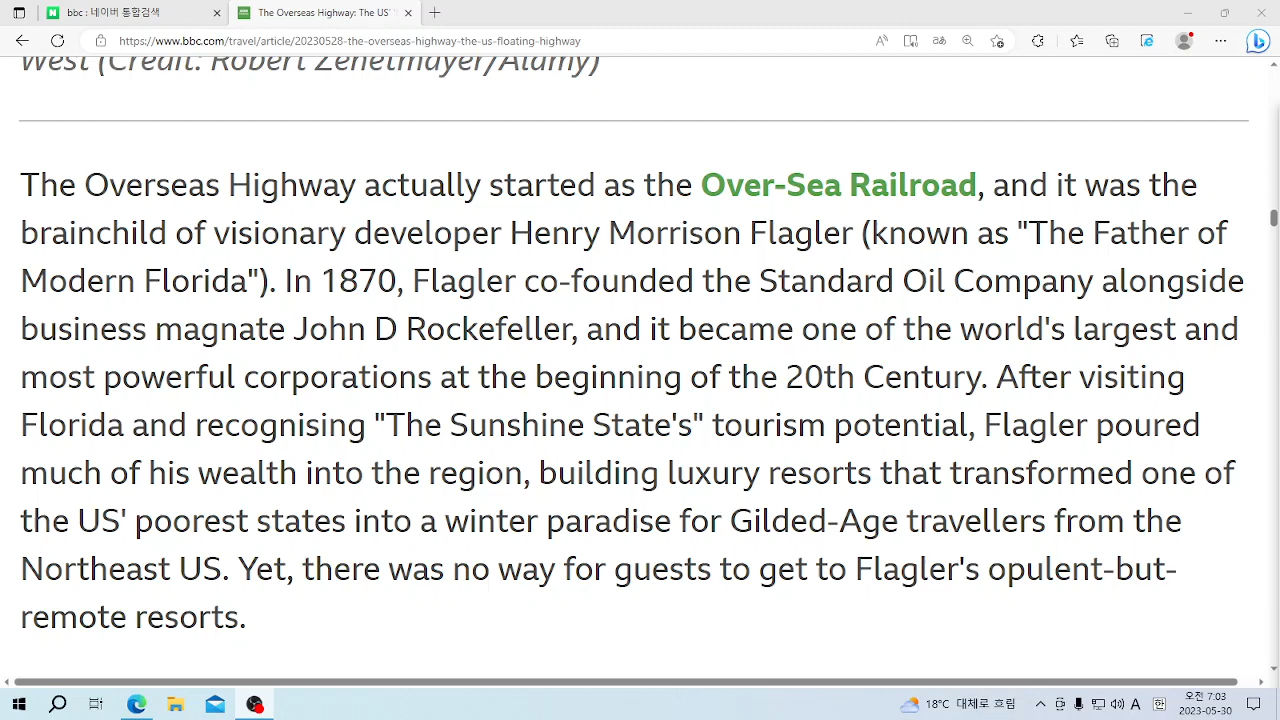 bbc : 네이버 통합검색
The Overseas Highway: The US'
https://www.bbc.com/travel/article/20230528-the-overseas-highway-the-us-floating-highway
West (Credit: Robert Zehetmayer/Alamy)
The Overseas Highway actually started as the Over-Sea Railroad, and it was the
brainchild of visionary developer Henry Morrison Flagler (known as "The Father of
Modern Florida"). In 1870, Flagler co-founded the Standard Oil Company alongside
business magnate John D Rockefeller, and it became one of the world's largest and
most powerful corporations at the beginning of the 20th Century. After visiting
Florida and recognising "The Sunshine State's" tourism potential, Flagler poured
much of his wealth into the region, building luxury resorts that transformed one of
the US' poorest states into a winter paradise for Gilded-Age travellers from the
Northeast US. Yet, there was no way for guests to get to Flagler's opulent-but-
remote resorts.
18°C 대체로 흐림
A
한
오전 7:03
2023-05-30